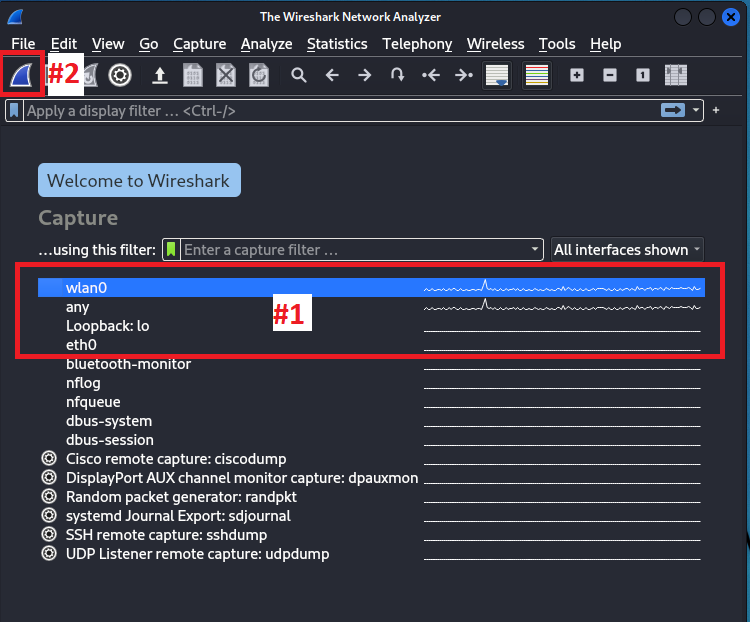 The Wireshark Network Analyzer
File Edit View Go Capture Analyze Statistics Telephony Wireless Tools Help
#2
1
Apply a display filter … <Ctrl-/>
+
Welcome to Wireshark
Capture
…using this filter: Enter a capture filter … All interfaces shown
wlan0
any
#1
Loopback: lo
eth0
bluetooth-monitor
nflog
nfqueue
dbus-system
dbus-session
Cisco remote capture: ciscodump
DisplayPort AUX channel monitor capture: dpauxmon
Random packet generator: randpkt
systemd Journal Export: sdjournal
SSH remote capture: sshdump
UDP Listener remote capture: udpdump